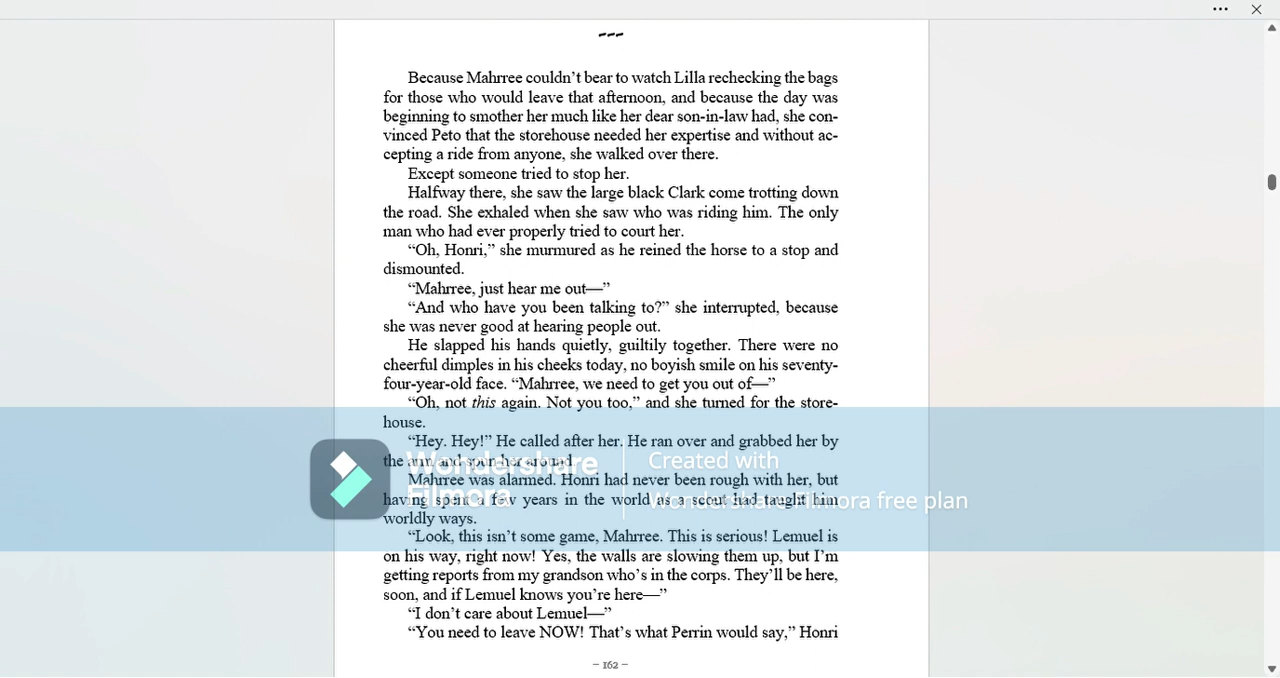 ---
Because Mahrree couldn’t bear to watch Lilla rechecking the bags
for those who would leave that afternoon, and because the day was
beginning to smother her much like her dear son-in-law had, she con-
vinced Peto that the storehouse needed her expertise and without ac-
cepting a ride from anyone, she walked over there.
Except someone tried to stop her.
Halfway there, she saw the large black Clark come trotting down
the road. She exhaled when she saw who was riding him. The only
man who had ever properly tried to court her.
“Oh, Honri,” she murmured as he reined the horse to a stop and
dismounted.
“Mahrree, just hear me out—”
“And who have you been talking to?” she interrupted, because
she was never good at hearing people out.
He slapped his hands quietly, guiltily together. There were no
cheerful dimples in his cheeks today, no boyish smile on his seventy-
four-year-old face. “Mahrree, we need to get you out of—”
“Oh, not this again. Not you too,” and she turned for the store-
house.
“Hey. Hey!” He called after her. He ran over and grabbed her by
the arm and spun her around.
Wondershare
Filmora
Created with
Wondershare Filmora free plan
Mahrree was alarmed. Honri had never been rough with her, but
having spent a few years in the world as a scout had taught him
worldly ways.
“Look, this isn’t some game, Mahrree. This is serious! Lemuel is
on his way, right now! Yes, the walls are slowing them up, but I’m
getting reports from my grandson who’s in the corps. They’ll be here,
soon, and if Lemuel knows you’re here—”
“I don’t care about Lemuel—”
“You need to leave NOW! That’s what Perrin would say,” Honri
– 162 –